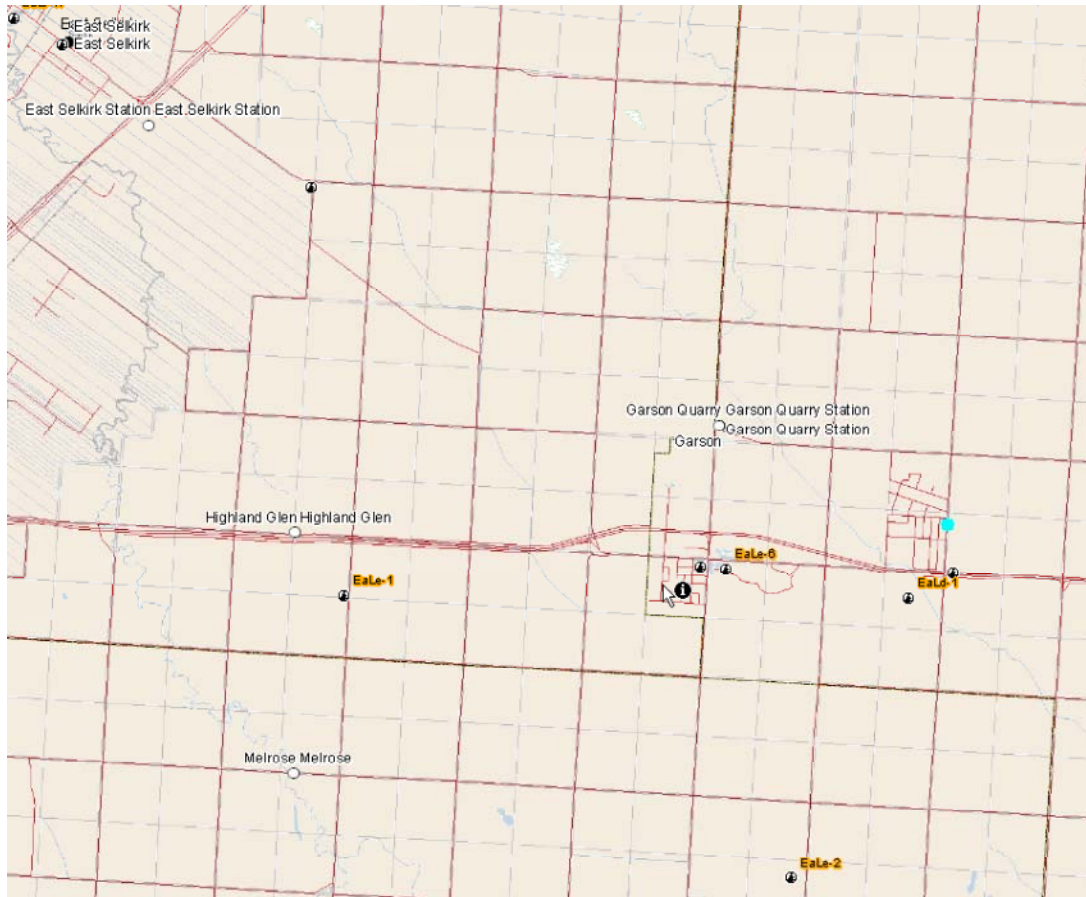 East Selkirk
East Selkirk
East Selkirk Station East Selkirk Station
Garson Quarry Garson Quarry Station
Garson Quarry Station
Garson
Highland Glen Highland Glen
EaLe-6
EaLe-1
EaLd-1
Melrose Melrose
EaLe-2